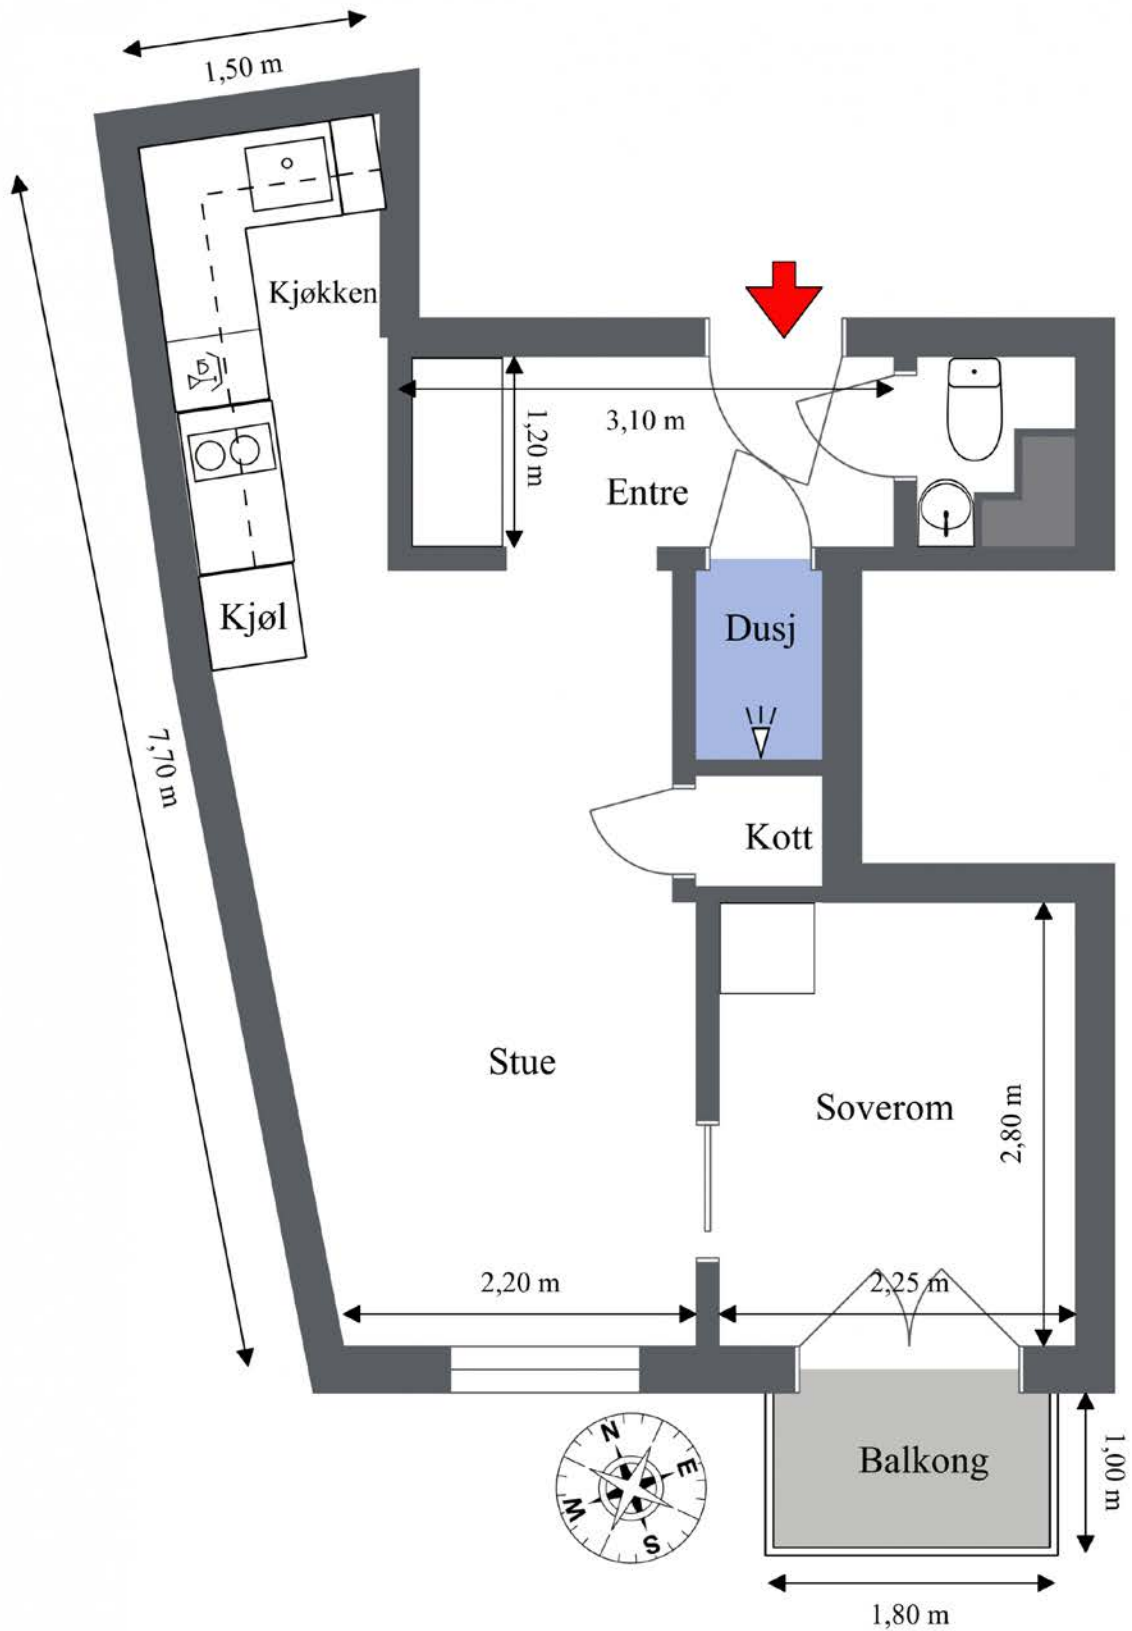 1,50 m
Kjøkken
3,10 m
1,20 m
Entre
Kjøl
Dusj
7,70 m
Kott
Stue
Soverom
2,80 m
2,20 m
2,25 m
N
E
W
S
Balkong
1,00 m
1,80 m